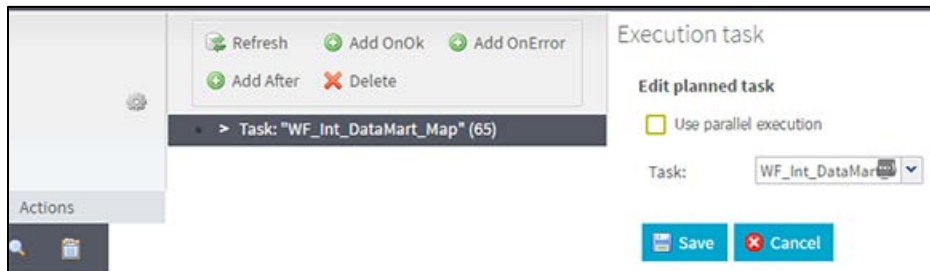 Refresh Add OnOk Add OnError
Add After Delete
> Task: "WF_Int_DataMart_Map" (65)
Actions
Execution task
Edit planned task
Use parallel execution
Task: WF_Int_DataMart
Save Cancel